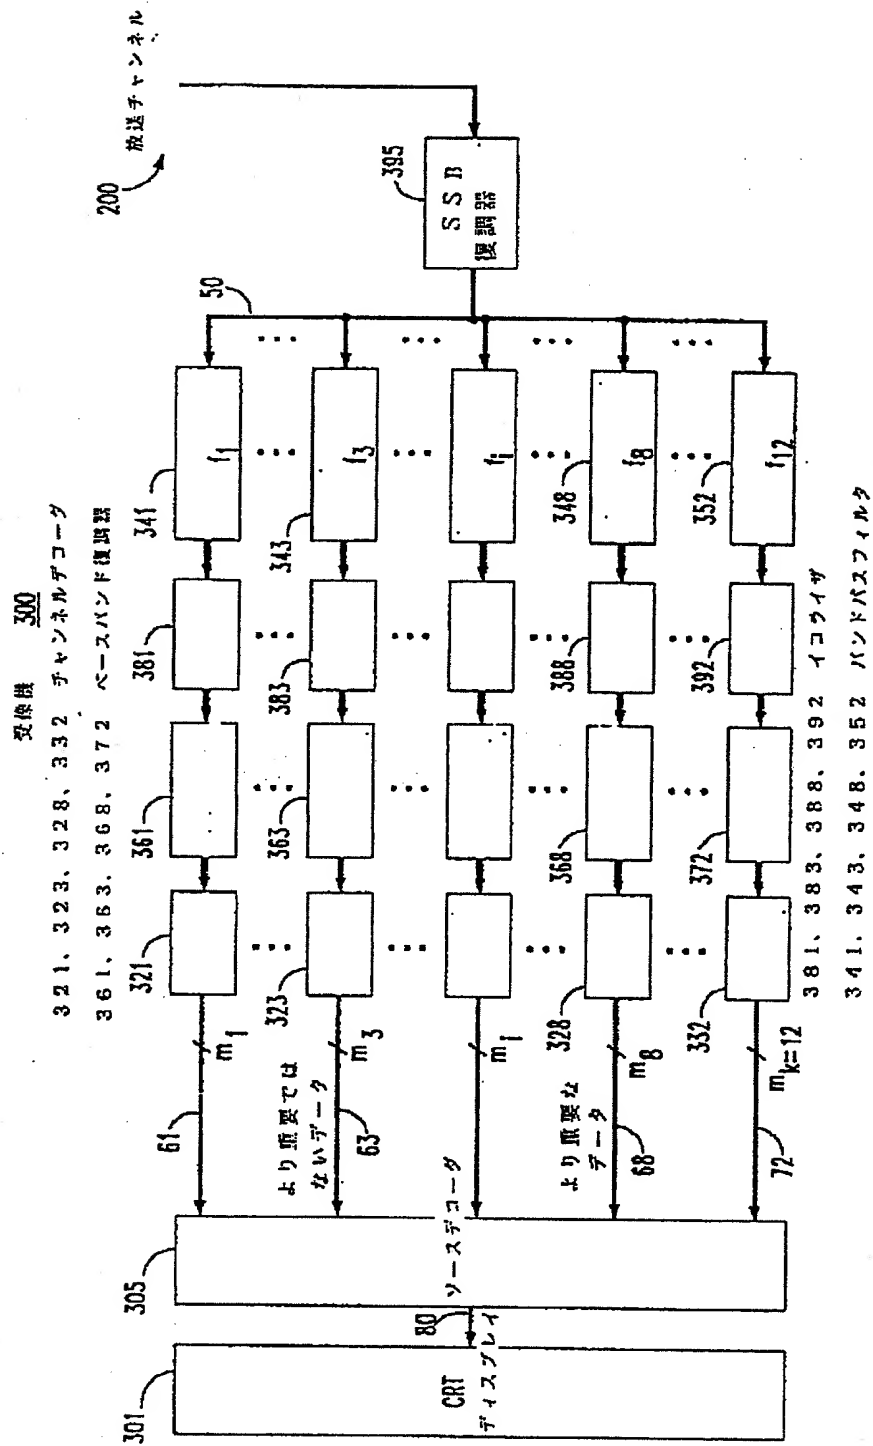 受像機 300
321、323、328、332 チャンネルデコーダ
361、363、368、372 ベースバンド復調器
301
305
61
m1
321
361
381
341
f1
50
200
放送チャンネル
より重要では
ないデータ
63
m3
323
363
383
343
f3
CRT
ディスプレイ
80
ソースデコーダ
mi
fi
SSB
復調器
395
より重要な
データ
68
m8
328
368
388
348
f8
72
mk=12
332
372
392
352
f12
381、383、388、392 イコライザ
341、343、348、352 バンドパスフィルタ